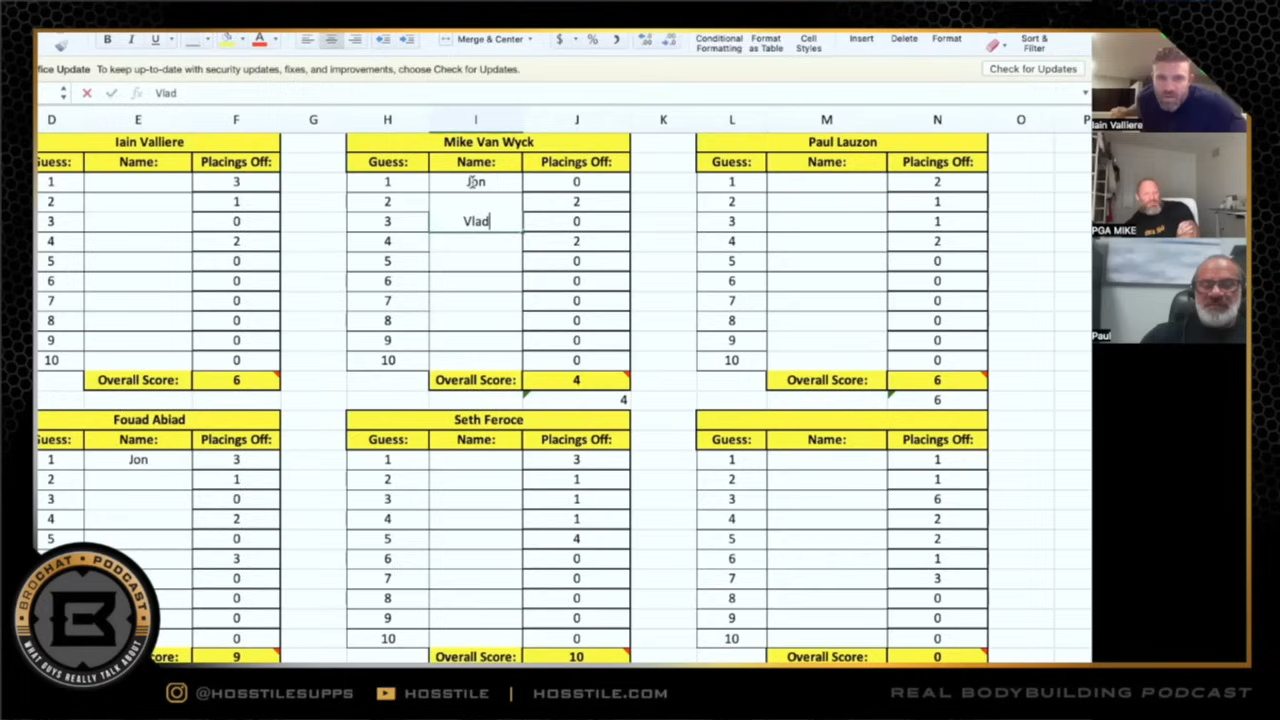 B I U A Merge & Center $ % Conditional Formatting Format as Table Cell Styles Insert Delete Format Sort & Filter
fice Update To keep up-to-date with security updates, fixes, and improvements, choose Check for Updates. Check for Updates
fx Vlad
D E F G H I J K L M N O P
Iain Valliere Mike Van Wyck Paul Lauzon
Guess: Name: Placings Off: Guess: Name: Placings Off: Guess: Name: Placings Off:
1 3 1 Jon 0 1 2
2 1 2 2 2 1
3 0 3 Vlad 0 3 1
4 2 4 2 4 2
5 0 5 0 5 0
6 0 6 0 6 0
7 0 7 0 7 0
8 0 8 0 8 0
9 0 9 0 9 0
10 0 10 0 10 0
Overall Score: 6 Overall Score: 4 Overall Score: 6
4 6
Fouad Abiad Seth Feroce
Guess: Name: Placings Off: Guess: Name: Placings Off: Guess: Name: Placings Off:
1 Jon 3 1 3 1 1
2 1 2 1 2 1
3 0 3 1 3 6
4 2 4 1 4 2
5 0 5 4 5 2
3 6 0 6 1
0 7 0 7 3
0 8 0 8 0
0 9 0 9 0
0 10 0 10 0
score: 9 Overall Score: 10 Overall Score: 0
Iain Valliere
PGA MIKE
Paul
BROCHAT • PODCAST
B
WHAT GUYS REALLY TALK ABOUT
@HOSSTILESUPPS HOSSTILE | HOSSTILE.COM REAL BODYBUILDING PODCAST